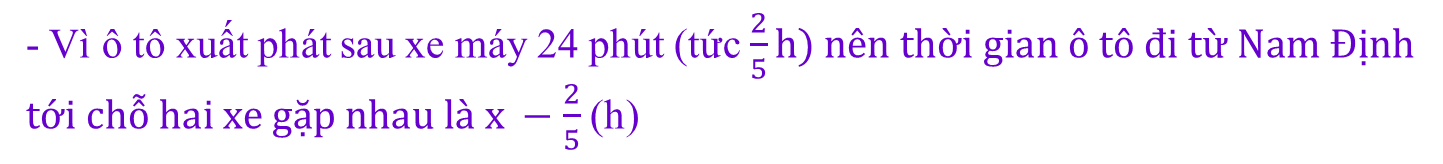 - Vì ô tô xuất phát sau xe máy 24 phút (tức 2/5 h) nên thời gian ô tô đi từ Nam Định
tới chỗ hai xe gặp nhau là x − 2/5 (h)